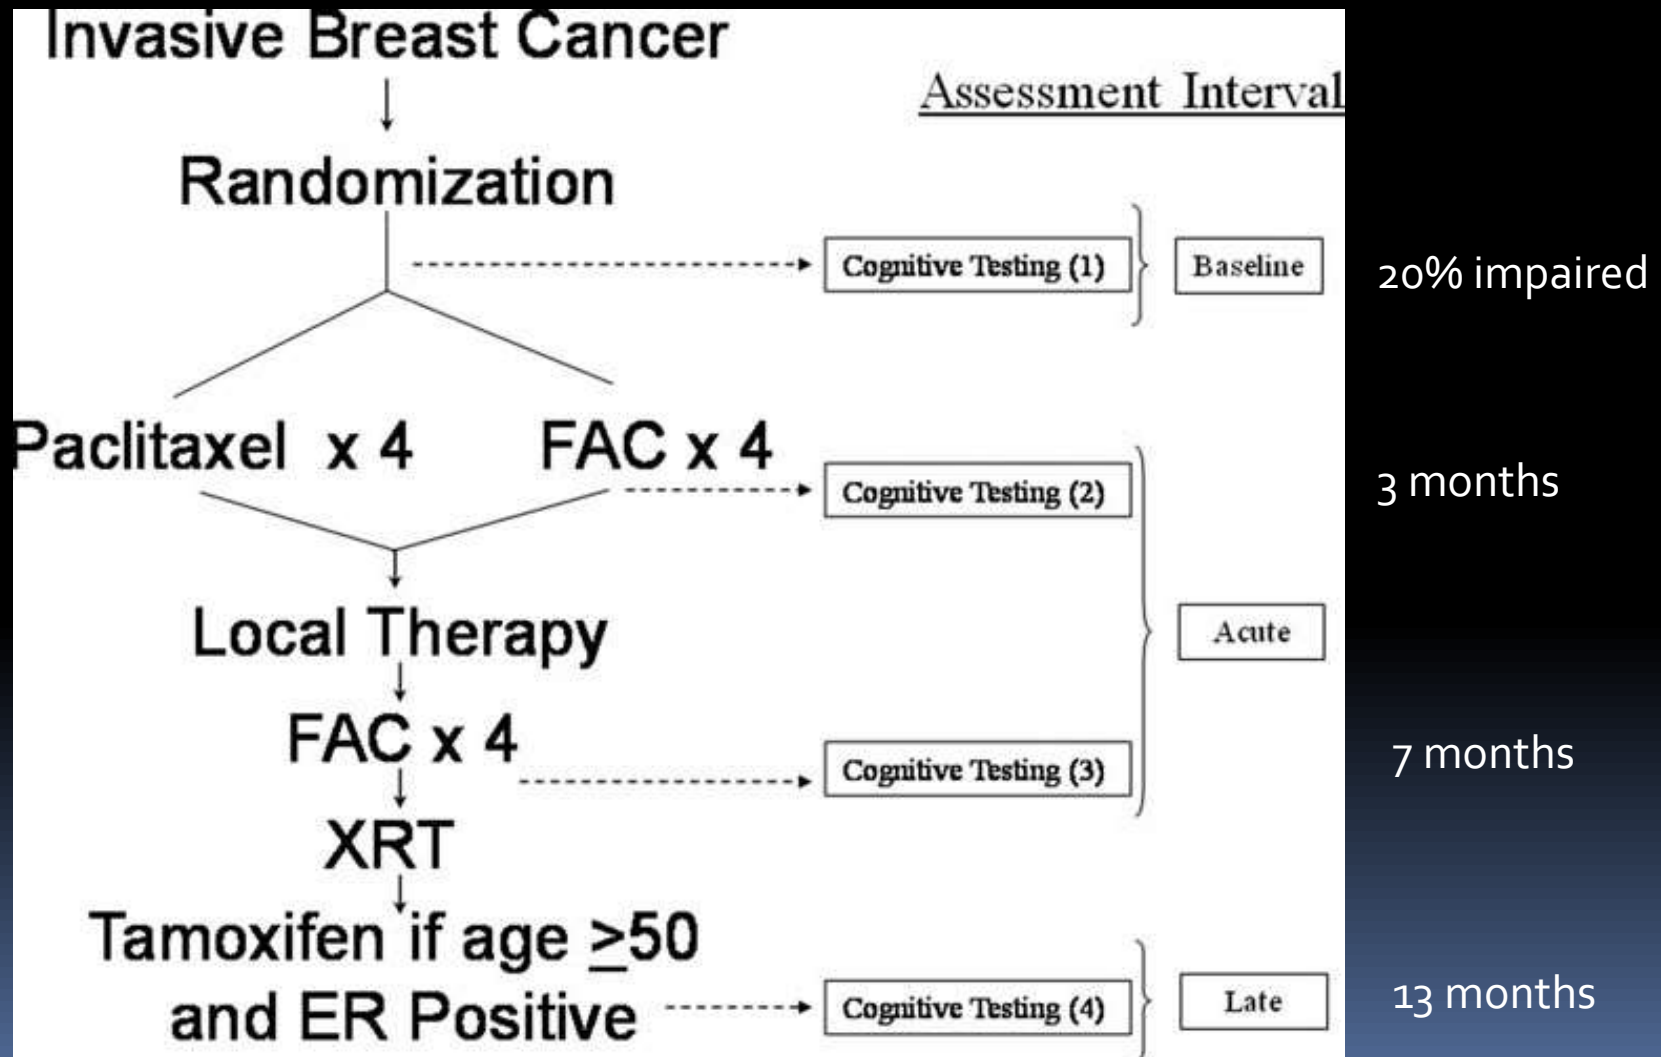 Invasive Breast Cancer
Assessment Interval
Randomization
Cognitive Testing (1)
Baseline
20% impaired
Paclitaxel x 4
FAC x 4
Cognitive Testing (2)
3 months
Local Therapy
Acute
FAC x 4
Cognitive Testing (3)
7 months
XRT
Tamoxifen if age ≥50
and ER Positive
Cognitive Testing (4)
Late
13 months